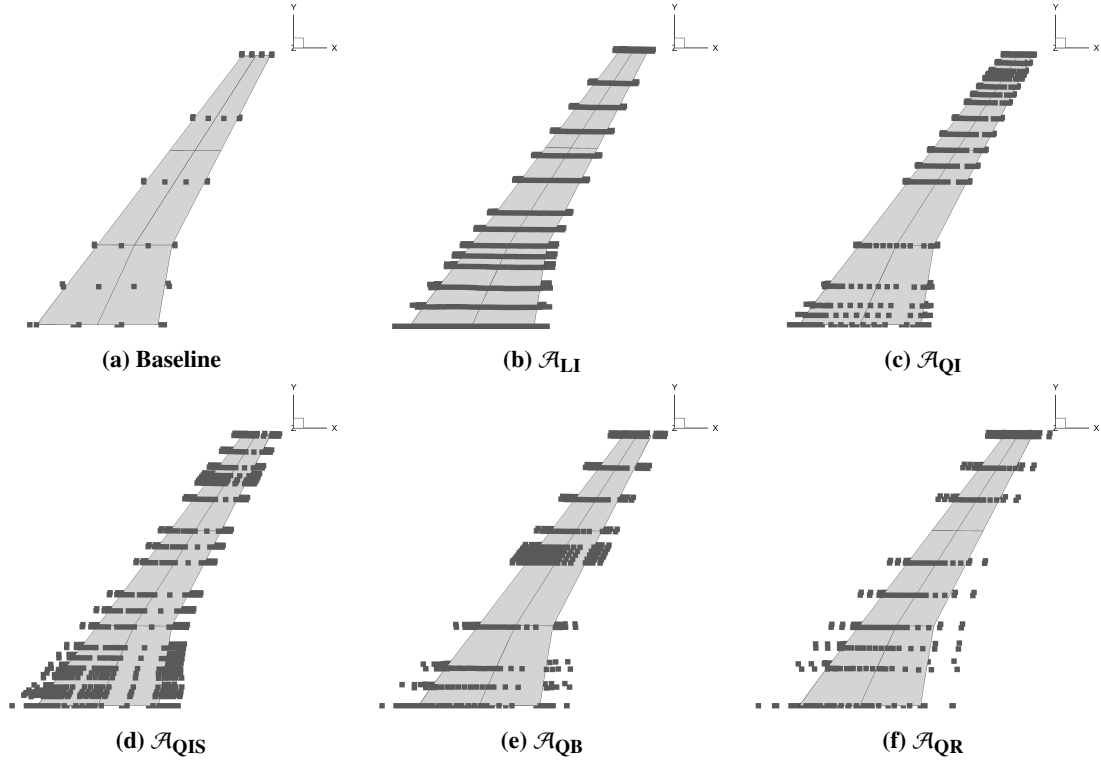 Y Y Y
Z X Z X Z X
(a) Baseline (b) 𝒜LI (c) 𝒜QI
Y Y Y
Z X Z X Z X
(d) 𝒜QIS (e) 𝒜QB (f) 𝒜QR